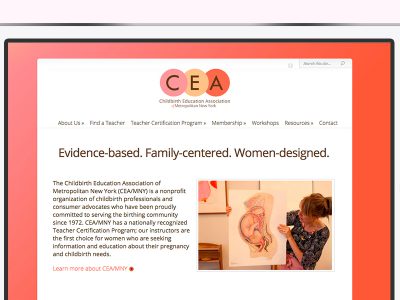 Search this site...
CEA
Childbirth Education Association
of Metropolitan New York
About Us » Find a Teacher Teacher Certification Program » Membership » Workshops Resources » Contact
Evidence-based. Family-centered. Women-designed.
The Childbirth Education Association of
Metropolitan New York (CEA/MNY) is a nonprofit
organization of childbirth professionals and
consumer advocates who have been proudly
committed to serving the birthing community
since 1972. CEA/MNY has a nationally recognized
Teacher Certification Program; our instructors are
the first choice for women who are seeking
information and education about their pregnancy
and childbirth needs.
Learn more about CEA/MNY